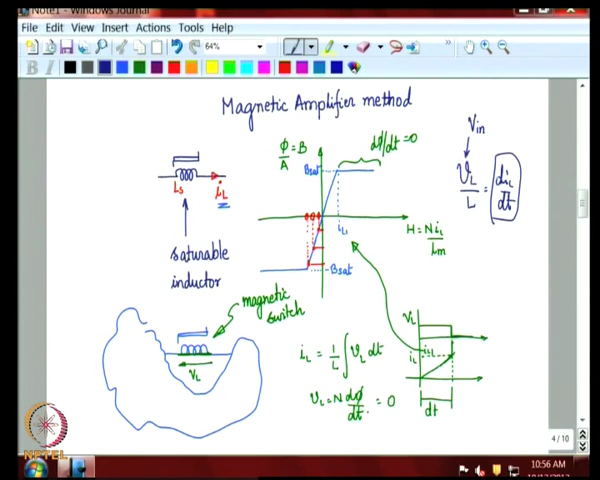 Note1 - Windows Journal
File Edit View Insert Actions Tools Help
64%
B I
Magnetic Amplifier method
Ls
iL
saturable
inductor
ϕ/A = B
Bsat
dϕ/dt = 0
iL1
H = N iL/lm
-Bsat
Vin
VL/L = diL/dt
magnetic
switch
VL
iL = 1/L ∫ VL dt
VL = N dϕ/dt = 0
VL
iL
iL1
dt
4 / 10
NPTEL
10:56 AM